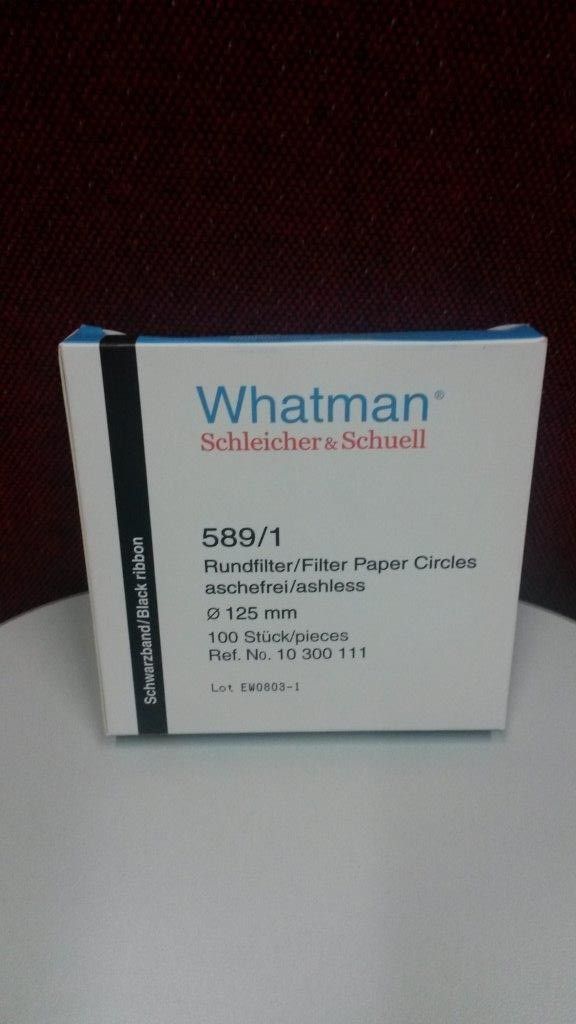 Whatman®
Schleicher & Schuell
589/1
Rundfilter/Filter Paper Circles
aschefrei/ashless
Ø 125 mm
100 Stück/pieces
Ref. No. 10 300 111
Lot EW0803-1
Schwarzband/Black ribbon